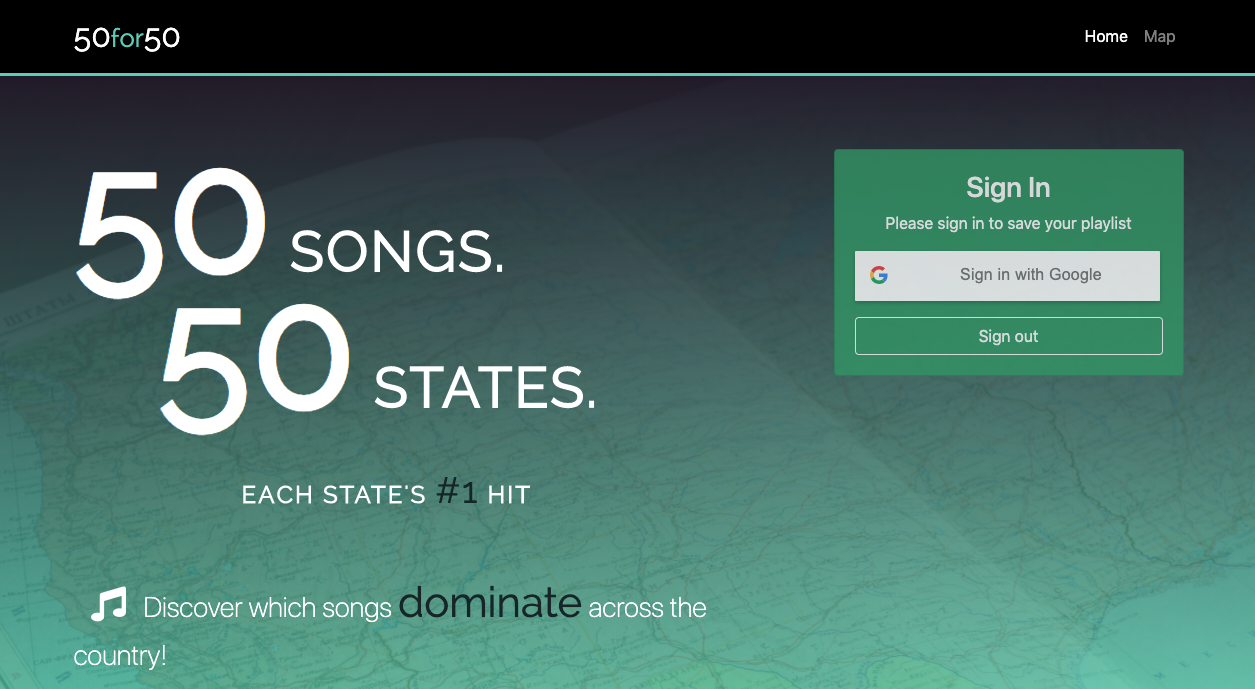 50for50
Home Map
50 SONGS.
50 STATES.
EACH STATE'S #1 HIT
Discover which songs dominate across the
country!
Sign In
Please sign in to save your playlist
Sign in with Google
Sign out